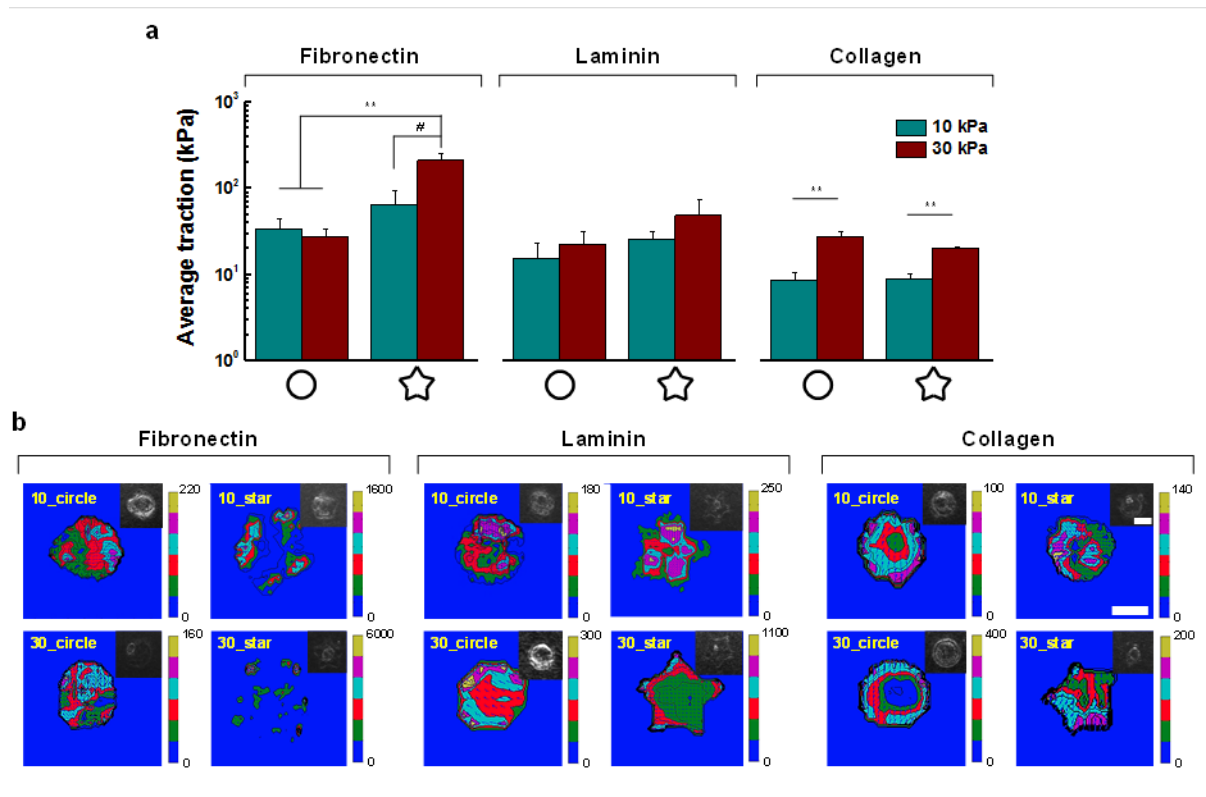 a
Fibronectin Laminin Collagen
Average traction (kPa)
10³
10²
10¹
10⁰
** # ** **
10 kPa
30 kPa
b
Fibronectin Laminin Collagen
10_circle 220 0 10_star 1600 0 10_circle 180 0 10_star 250 0 10_circle 100 0 10_star 140 0
30_circle 160 0 30_star 6000 0 30_circle 300 0 30_star 1100 0 30_circle 400 0 30_star 200 0